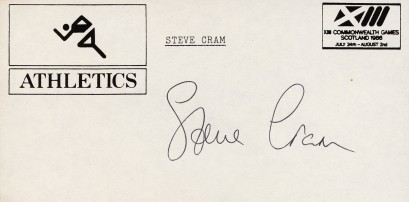 STEVE CRAM
XIII COMMONWEALTH GAMES
SCOTLAND 1986
JULY 24th - AUGUST 2nd
ATHLETICS
Steve Cram